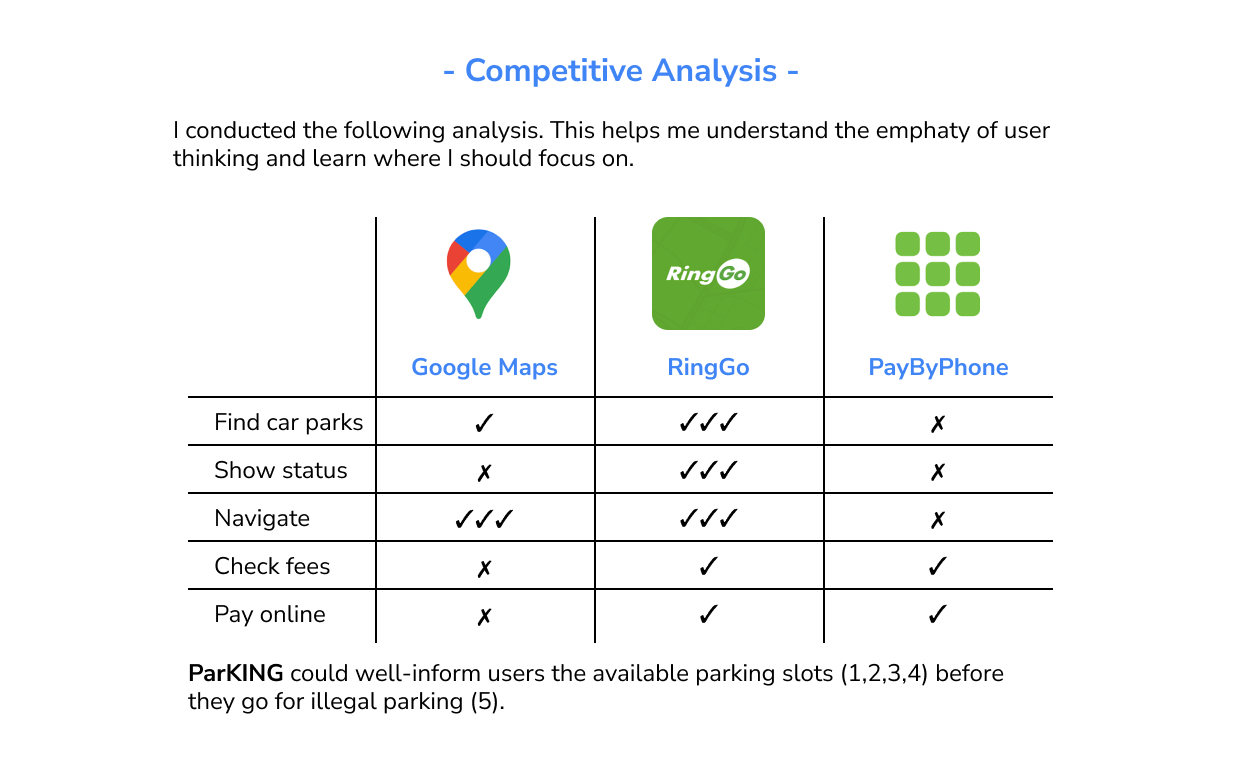 - Competitive Analysis -
I conducted the following analysis. This helps me understand the emphaty of user
thinking and learn where I should focus on.
RingGo
Google Maps RingGo PayByPhone
Find car parks ✓ ✓✓✓ ✗
Show status ✗ ✓✓✓ ✗
Navigate ✓✓✓ ✓✓✓ ✗
Check fees ✗ ✓ ✓
Pay online ✗ ✓ ✓
ParKING could well-inform users the available parking slots (1,2,3,4) before
they go for illegal parking (5).